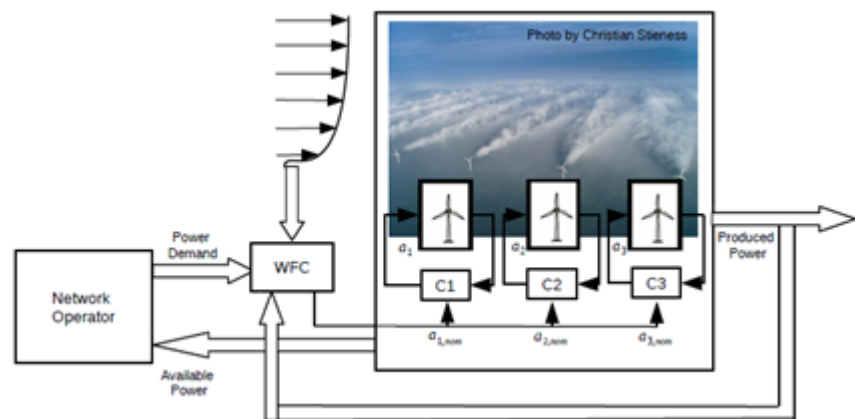 Photo by Christian Stieness
a₁
a₂
a₃
Produced
Power
Power
Demand
WFC
C1
C2
C3
Network
Operator
a₁,nom
a₂,nom
a₃,nom
Available
Power